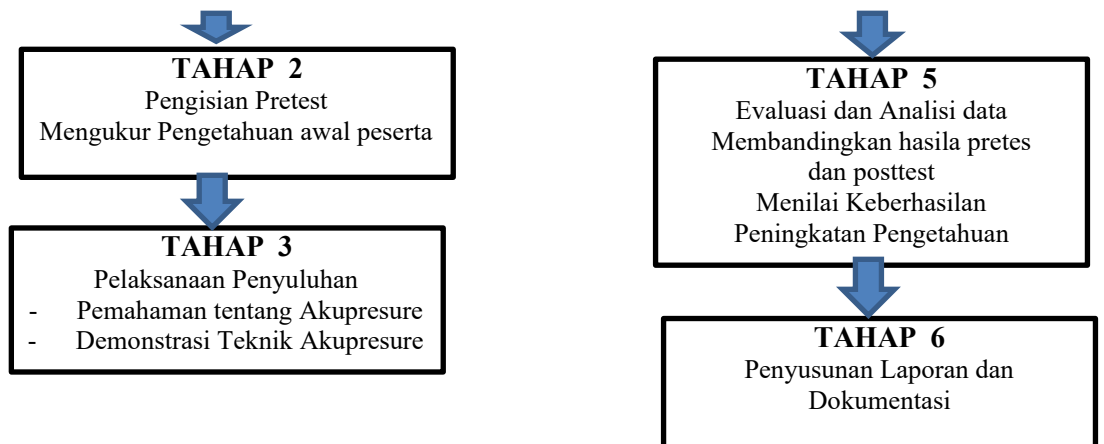 TAHAP 2
Pengisian Pretest
Mengukur Pengetahuan awal peserta
TAHAP 3
Pelaksanaan Penyuluhan
- Pemahaman tentang Akupresure
- Demonstrasi Teknik Akupresure
TAHAP 5
Evaluasi dan Analisi data
Membandingkan hasila pretes
dan posttest
Menilai Keberhasilan
Peningkatan Pengetahuan
TAHAP 6
Penyusunan Laporan dan
Dokumentasi